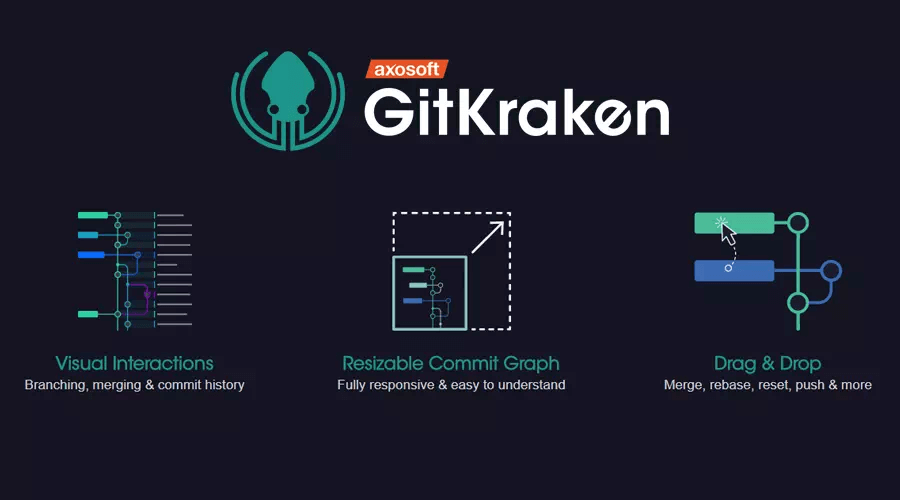 axosoft
GitKraken
Visual Interactions
Branching, merging & commit history
Resizable Commit Graph
Fully responsive & easy to understand
Drag & Drop
Merge, rebase, reset, push & more